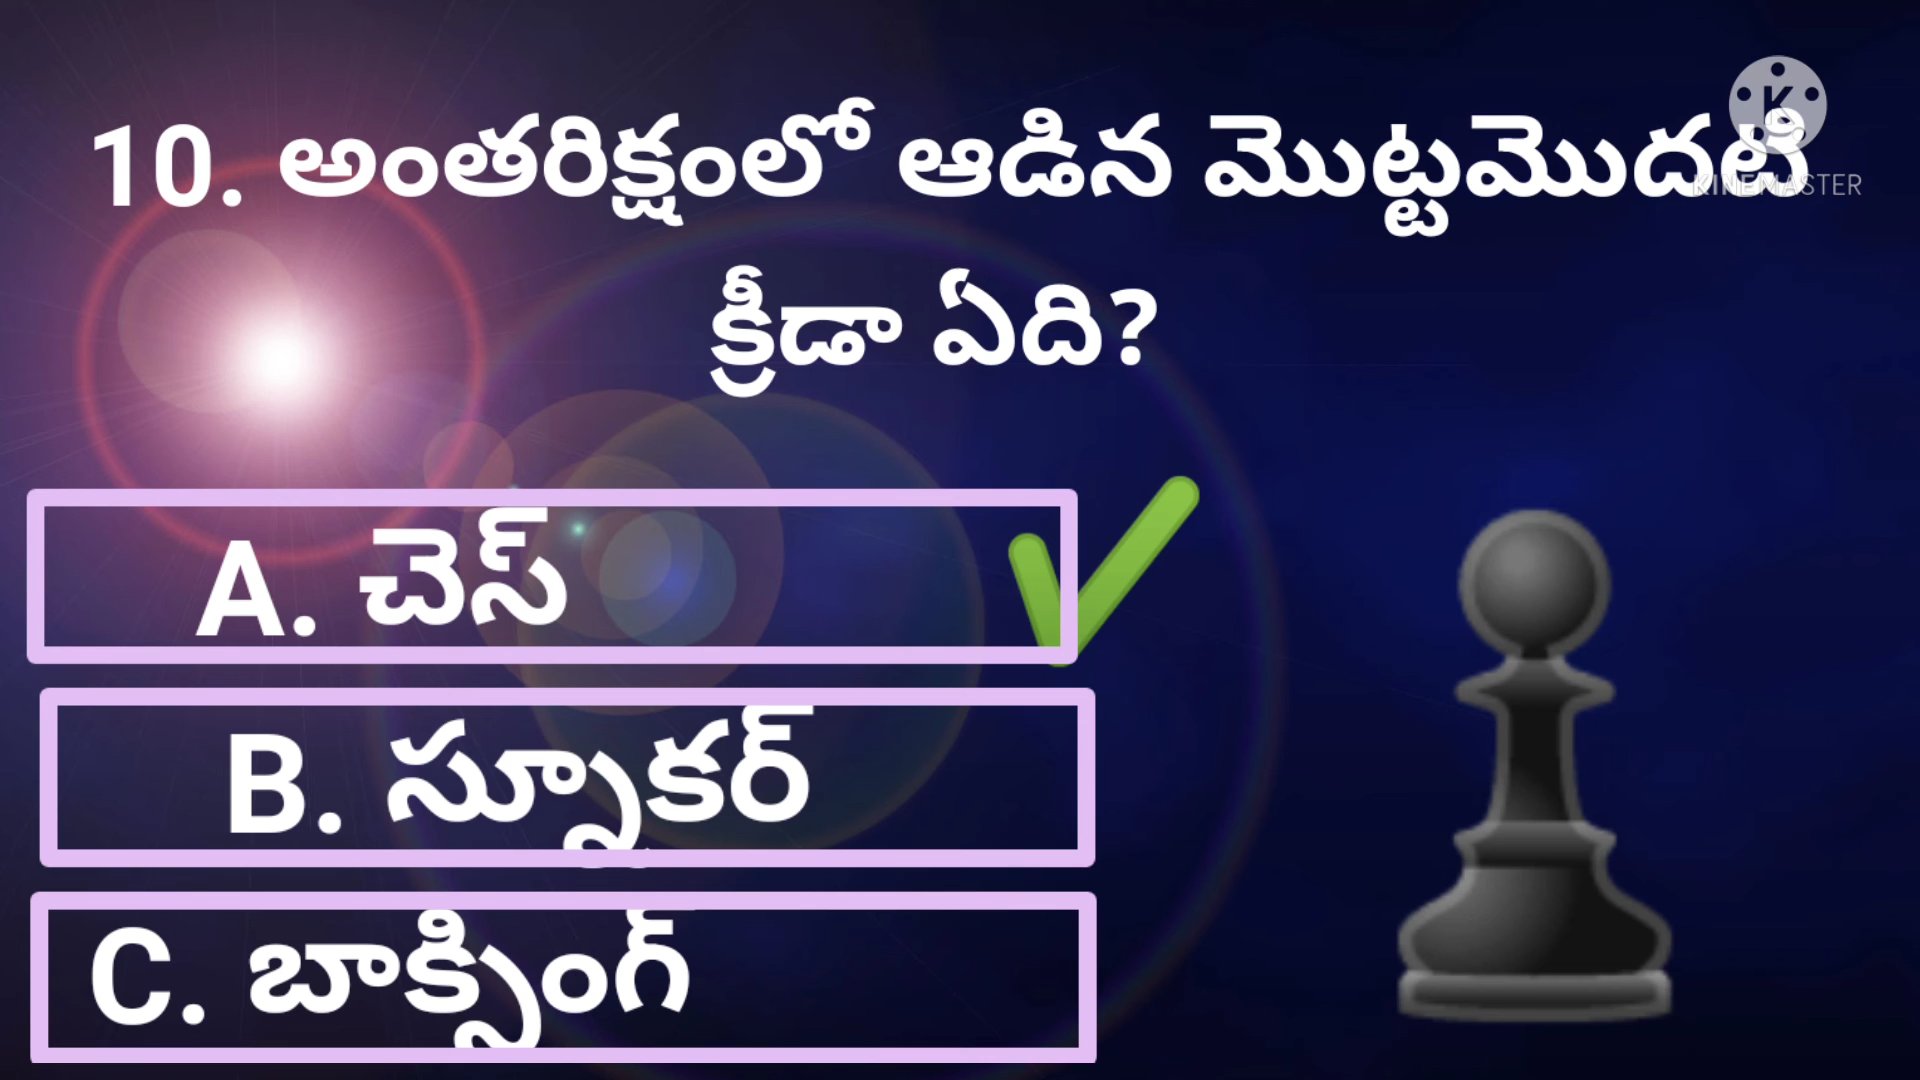 10. అంతరిక్షంలో ఆడిన మొట్టమొదటి
క్రీడా ఏది?
A. చెస్
B. స్నూకర్
C. బాక్సింగ్
K
KINEMASTER